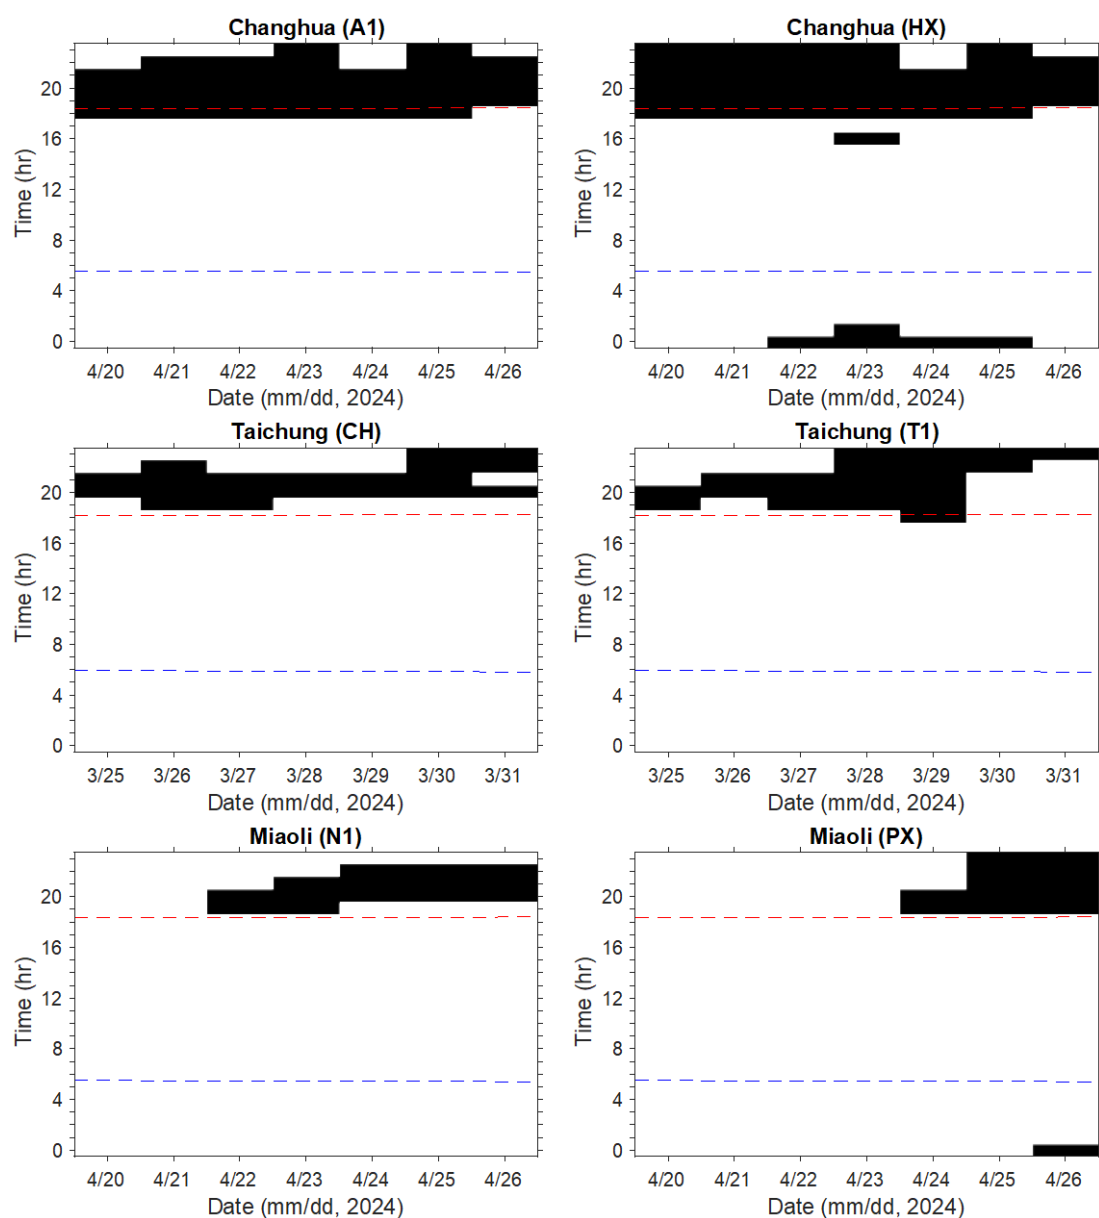 Changhua (A1)
20
16
12
8
4
0
Time (hr)
4/20 4/21 4/22 4/23 4/24 4/25 4/26
Date (mm/dd, 2024)
Changhua (HX)
20
16
12
8
4
0
Time (hr)
4/20 4/21 4/22 4/23 4/24 4/25 4/26
Date (mm/dd, 2024)
Taichung (CH)
20
16
12
8
4
0
Time (hr)
3/25 3/26 3/27 3/28 3/29 3/30 3/31
Date (mm/dd, 2024)
Taichung (T1)
20
16
12
8
4
0
Time (hr)
3/25 3/26 3/27 3/28 3/29 3/30 3/31
Date (mm/dd, 2024)
Miaoli (N1)
20
16
12
8
4
0
Time (hr)
4/20 4/21 4/22 4/23 4/24 4/25 4/26
Date (mm/dd, 2024)
Miaoli (PX)
20
16
12
8
4
0
Time (hr)
4/20 4/21 4/22 4/23 4/24 4/25 4/26
Date (mm/dd, 2024)